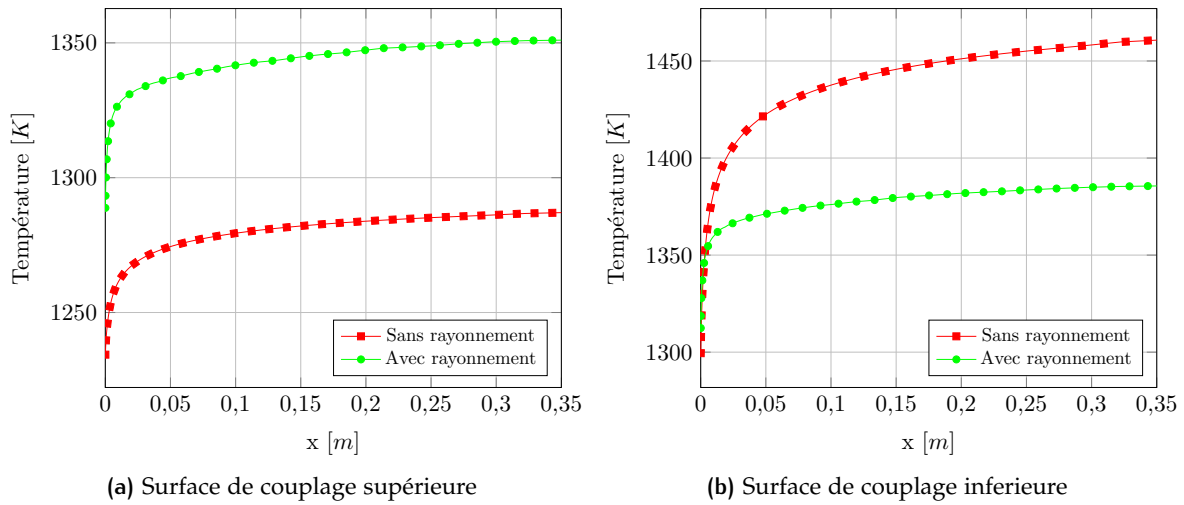 1350
1300
1250
Température [K]
Sans rayonnement
Avec rayonnement
0 0,05 0,1 0,15 0,2 0,25 0,3 0,35
x [m]
(a) Surface de couplage supérieure
1450
1400
1350
1300
Température [K]
Sans rayonnement
Avec rayonnement
0 0,05 0,1 0,15 0,2 0,25 0,3 0,35
x [m]
(b) Surface de couplage inferieure